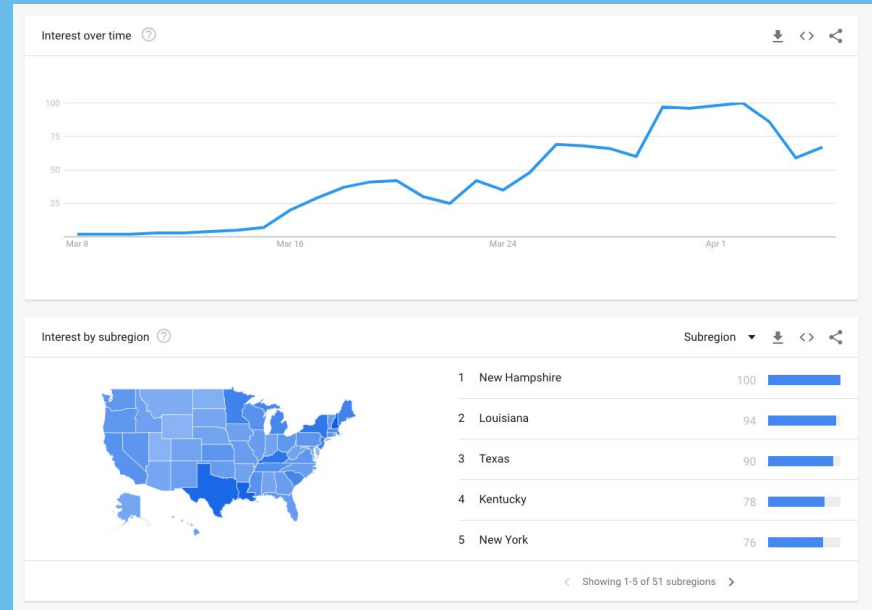 Interest over time
100
75
50
25
Mar 8 Mar 16 Mar 24 Apr 1
Interest by subregion Subregion
1 New Hampshire 100
2 Louisiana 94
3 Texas 90
4 Kentucky 78
5 New York 76
Showing 1-5 of 51 subregions